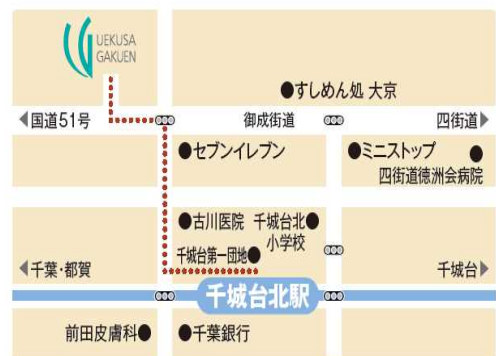 UEKUSA
GAKUEN
●すしめん処 大京
◀国道51号
御成街道
四街道▶
●セブンイレブン
●ミニストップ
四街道徳洲会病院
●古川医院
千城台北●
小学校
千城台第一団地●
◀千葉・都賀
千城台▶
千城台北駅
前田皮膚科●
●千葉銀行